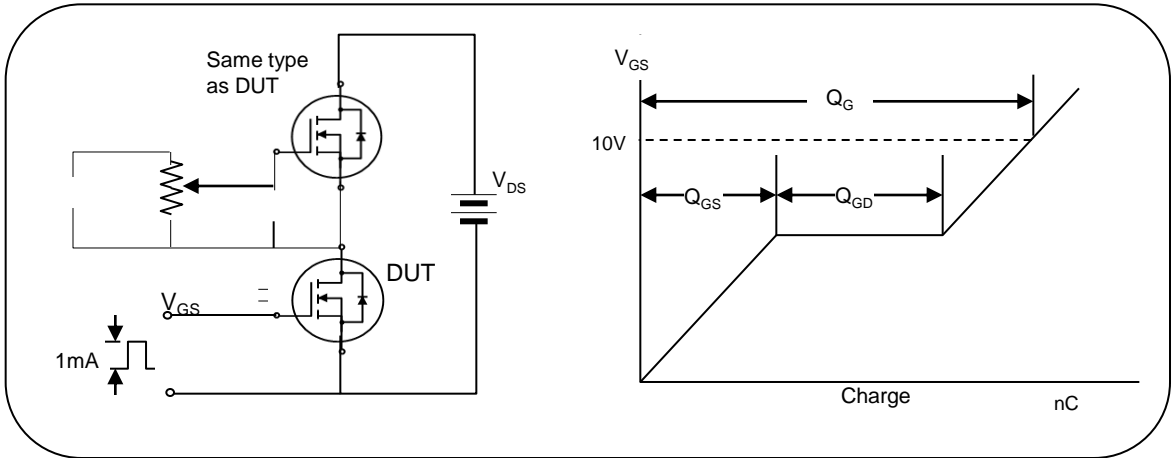 Same type
as DUT
V_DS
DUT
V_GS
1mA
V_GS
Q_G
10V
Q_GS
Q_GD
Charge
nC